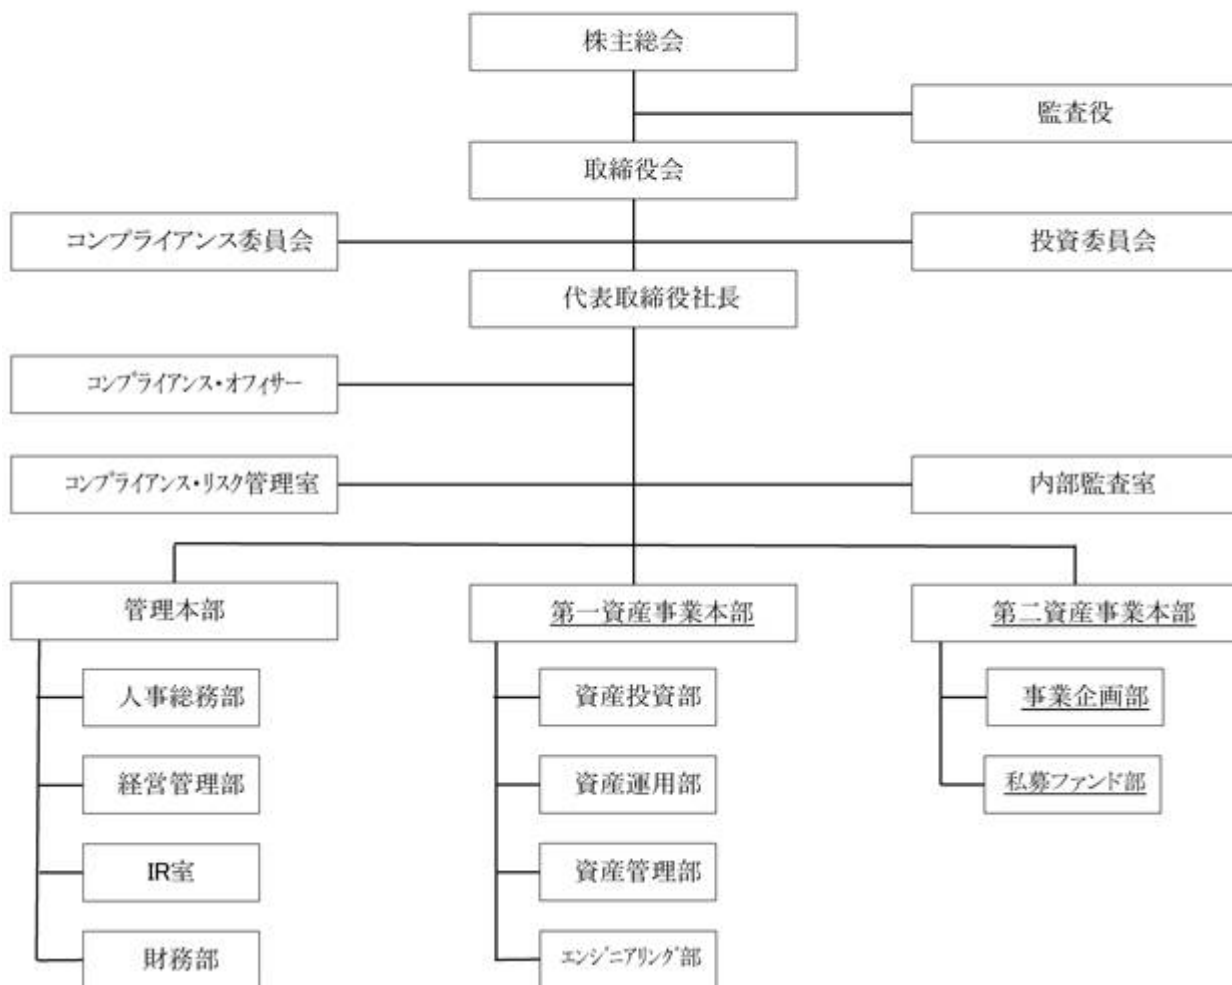 株主総会
監査役
取締役会
コンプライアンス委員会
投資委員会
代表取締役社長
コンプライアンス・オフィサー
コンプライアンス・リスク管理室
内部監査室
管理本部
第一資産事業本部
第二資産事業本部
人事総務部
資産投資部
事業企画部
経営管理部
資産運用部
私募ファンド部
IR室
資産管理部
財務部
エンジニアリング部